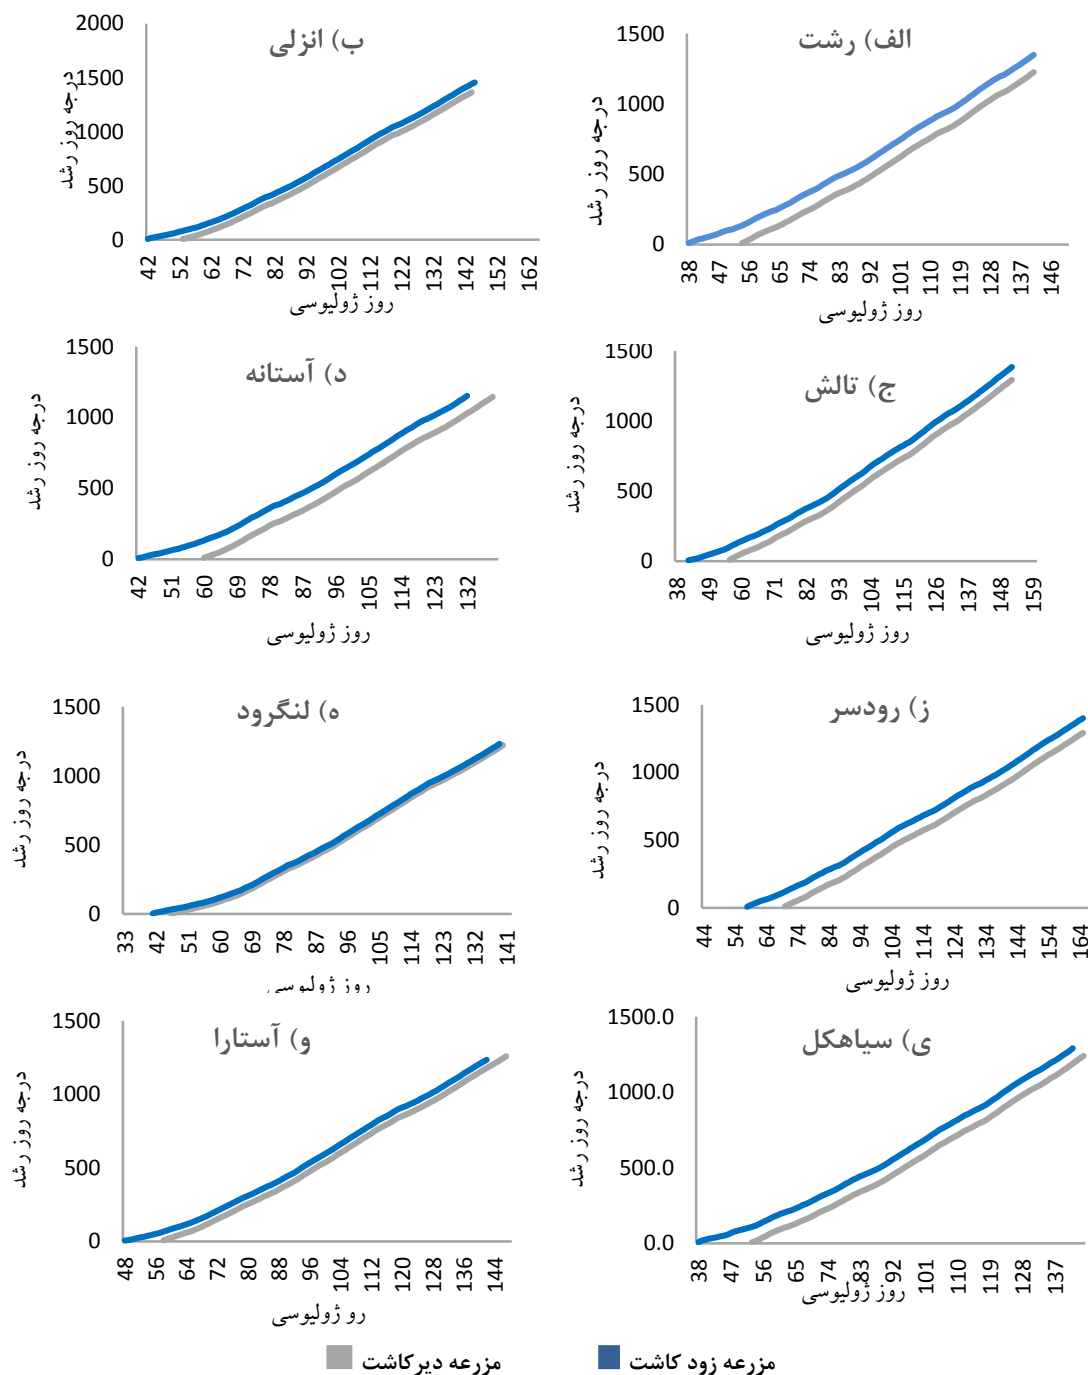 الف) رشت
درجه روز رشد
1500
1000
500
0
38 47 56 65 74 83 92 101 110 119 128 137 146
روز ژولیوسی
ب) انزلی
درجه روز رشد
2000
1500
1000
500
0
42 52 62 72 82 92 102 112 122 132 142 152 162
روز ژولیوسی
ج) تالش
درجه روز رشد
1500
1000
500
0
38 49 60 71 82 93 104 115 126 137 148 159
روز ژولیوسی
د) آستانه
درجه روز رشد
1500
1000
500
0
42 51 60 69 78 87 96 105 114 123 132
روز ژولیوسی
ز) رودسر
درجه روز رشد
1500
1000
500
0
44 54 64 74 84 94 104 114 124 134 144 154 164
روز ژولیوسی
ه) لنگرود
درجه روز رشد
1500
1000
500
0
33 42 51 60 69 78 87 96 105 114 123 132 141
روز ژولیوسی
ی) سیاهکل
درجه روز رشد
1500.0
1000.0
500.0
0.0
38 47 56 65 74 83 92 101 110 119 128 137
روز ژولیوسی
و) آستارا
درجه روز رشد
1500
1000
500
0
48 56 64 72 80 88 96 104 112 120 128 136 144
رو ژولیوسی
مزرعه زود کاشت
مزرعه دیرکاشت